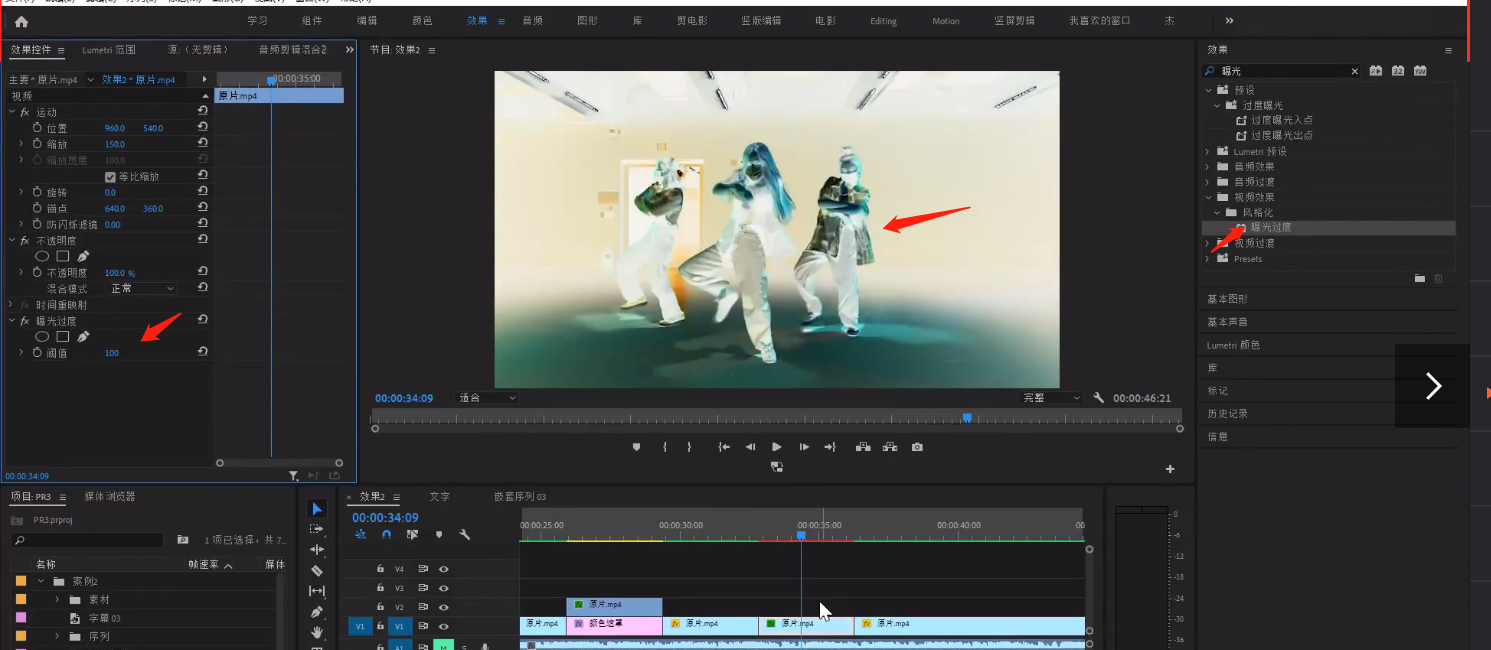 学习 组件 编辑 颜色 效果 音频 图形 库 剪电影 竖版编辑 电影 Editing Motion 竖屏剪辑 我喜欢的窗口 杰
效果控件 Lumetri 范围 源:（无剪辑） 音频剪辑混合器
节目: 效果2
效果
主要 * 原片.mp4 效果2 * 原片.mp4 00:00:35:00
曝光
视频 原片.mp4
fx 运动
位置 960.0 540.0
缩放 150.0
缩放宽度 100.0
等比缩放
旋转 0.0
锚点 640.0 360.0
防闪烁滤镜 0.00
fx 不透明度
不透明度 100.0 %
混合模式 正常
fx 时间重映射
fx 曝光过度
阈值 100
00:00:34:09
预设
过度曝光
过度曝光入点
过度曝光出点
Lumetri 预设
音频效果
音频过渡
视频效果
风格化
曝光过度
视频过渡
Presets
基本图形
基本声音
Lumetri 颜色
库
标记
历史记录
信息
00:00:34:09 适合 完整 00:00:46:21
项目: PR3 媒体浏览器
PR3.prproj
1 项已选择，共 7...
名称 帧速率 媒体
案例2
素材
字幕 03
序列
× 效果2 文字 嵌套序列 03
00:00:34:09
00:00:25:00 00:00:30:00 00:00:35:00 00:00:40:00 00
V4
V3
V2 原片.mp4
V1 V1 原片.mp4 fx 颜色遮罩 fx 原片.mp4 fx 原片.mp4 fx 原片.mp4
A1 M S
0
-6
-12
-18
-24
-30
-36